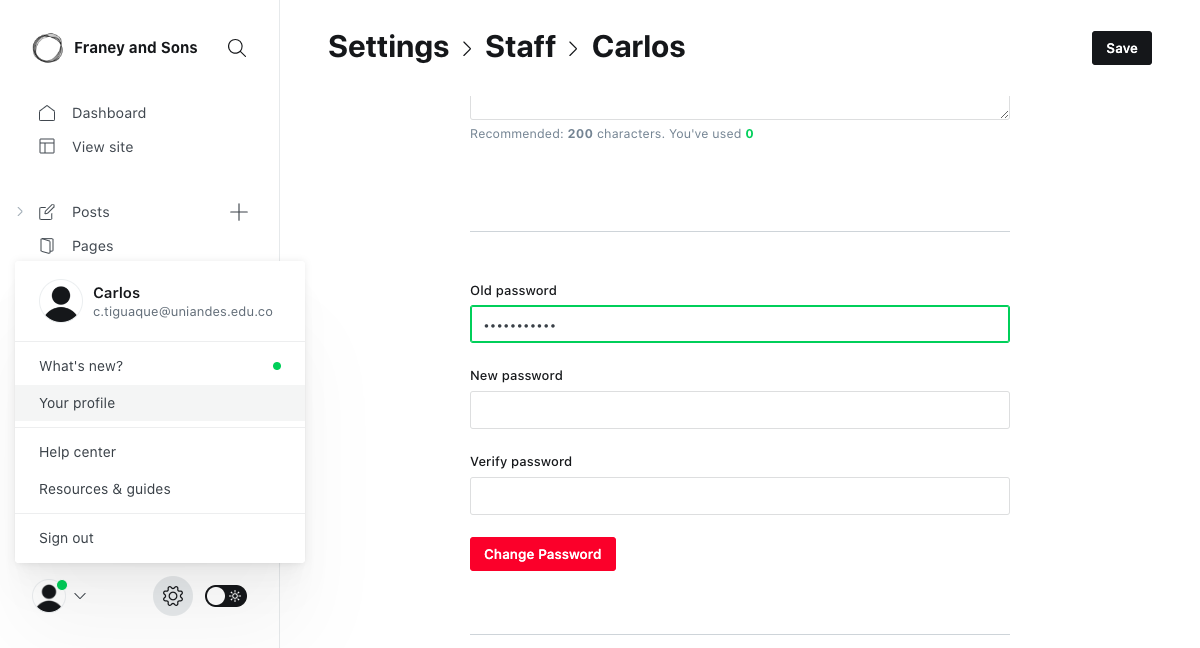 Franey and Sons
Settings > Staff > Carlos
Save
Dashboard
View site
Posts
Pages
Carlos
c.tiguaque@uniandes.edu.co
What's new?
Your profile
Help center
Resources & guides
Sign out
Recommended: 200 characters. You've used 0
Old password
•••••••••••
New password
Verify password
Change Password